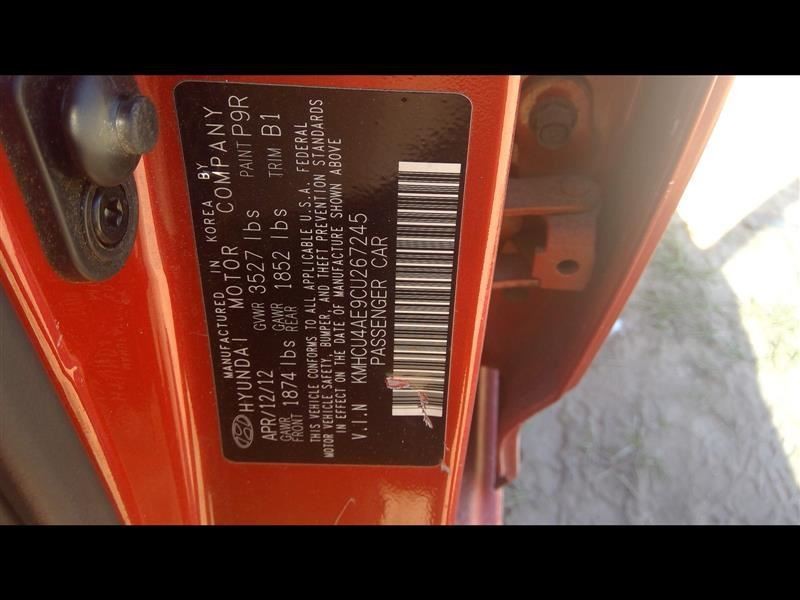 MANUFACTURED IN KOREA BY
HYUNDAI MOTOR COMPANY
APR/12/12 GVWR 3527 lbs PAINT P9R
GAWR FRONT 1874 lbs GAWR REAR 1852 lbs TRIM B1
THIS VEHICLE CONFORMS TO ALL APPLICABLE U.S.A. FEDERAL
MOTOR VEHICLE SAFETY, BUMPER, AND THEFT PREVENTION STANDARDS
IN EFFECT ON THE DATE OF MANUFACTURE SHOWN ABOVE
V.I.N KMHCU4AE9CU267245
PASSENGER CAR